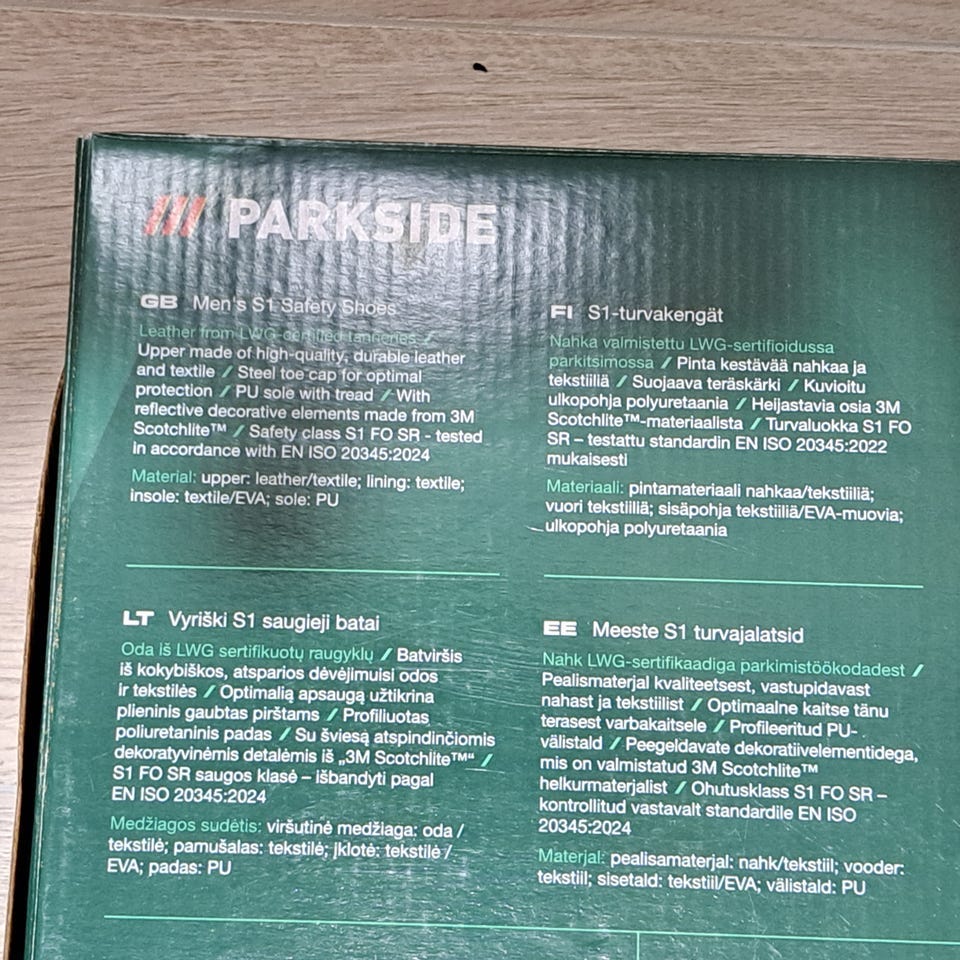 /// PARKSIDE
GB Men's S1 Safety Shoes
Leather from LWG-certified tanneries /
Upper made of high-quality, durable leather
and textile / Steel toe cap for optimal
protection / PU sole with tread / With
reflective decorative elements made from 3M
Scotchlite™ / Safety class S1 FO SR - tested
in accordance with EN ISO 20345:2024
Material: upper: leather/textile; lining: textile;
insole: textile/EVA; sole: PU
FI S1-turvakengät
Nahka valmistettu LWG-sertifioidussa
parkitsimossa / Pinta kestävää nahkaa ja
tekstiiliä / Suojaava teräskärki / Kuvioitu
ulkopohja polyuretaania / Heijastavia osia 3M
Scotchlite™-materiaalista / Turvaluokka S1 FO
SR – testattu standardin EN ISO 20345:2022
mukaisesti
Materiaali: pintamateriaali nahkaa/tekstiiliä;
vuori tekstiiliä; sisäpohja tekstiiliä/EVA-muovia;
ulkopohja polyuretaania
LT Vyriški S1 saugieji batai
Oda iš LWG sertifikuotų raugyklų / Batviršis
iš kokybiškos, atsparios dėvėjimuisi odos
ir tekstilės / Optimalią apsaugą užtikrina
plieninis gaubtas pirštams / Profiliuotas
poliuretaninis padas / Su šviesą atspindinčiomis
dekoratyvinėmis detalėmis iš „3M Scotchlite™“ /
S1 FO SR saugos klasė – išbandyti pagal
EN ISO 20345:2024
Medžiagos sudėtis: viršutinė medžiaga: oda /
tekstilė; pamušalas: tekstilė; įklotė: tekstilė /
EVA; padas: PU
EE Meeste S1 turvajalatsid
Nahk LWG-sertifikaadiga parkimistöökodadest /
Pealismaterjal kvaliteetsest, vastupidavast
nahast ja tekstiilist / Optimaalne kaitse tänu
terasest varbakaitsele / Profileeritud PU-
välistald / Peegeldavate dekoratiivelementidega,
mis on valmistatud 3M Scotchlite™
helkurmaterjalist / Ohutusklass S1 FO SR –
kontrollitud vastavalt standardile EN ISO
20345:2024
Materjal: pealisamaterjal: nahk/tekstiil; vooder:
tekstiil; sisetald: tekstiil/EVA; välistald: PU